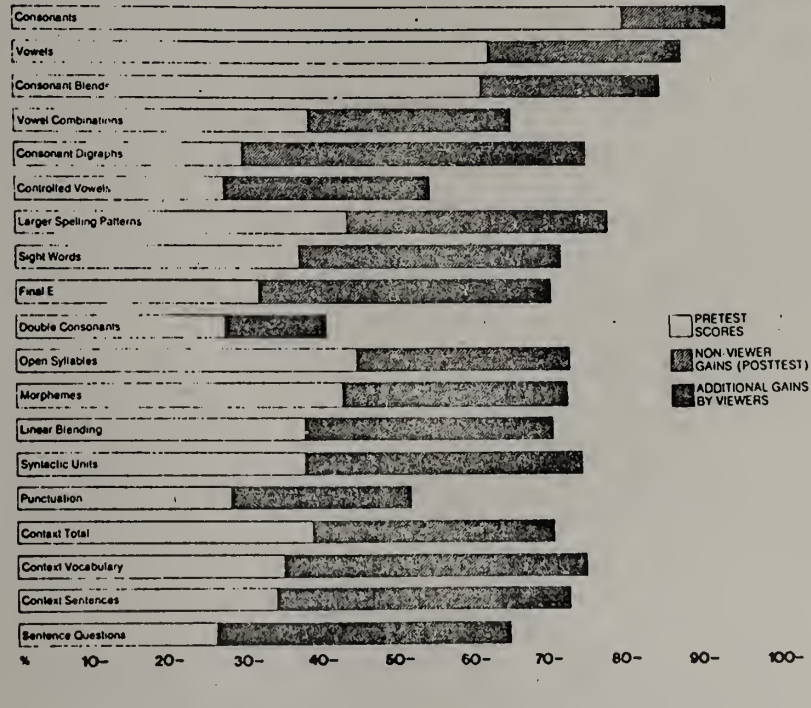 Consonants
Vowels
Consonant Blends
Vowel Combinations
Consonant Digraphs
Controlled Vowels
Larger Spelling Patterns
Sight Words
Final E
Double Consonants
Open Syllables
Morphemes
Linear Blending
Syntactic Units
Punctuation
Context Total
Context Vocabulary
Context Sentences
Sentence Questions
PRETEST
SCORES
NON-VIEWER
GAINS (POSTTEST)
ADDITIONAL GAINS
BY VIEWERS
% 10- 20- 30- 40- 50- 60- 70- 80- 90- 100-